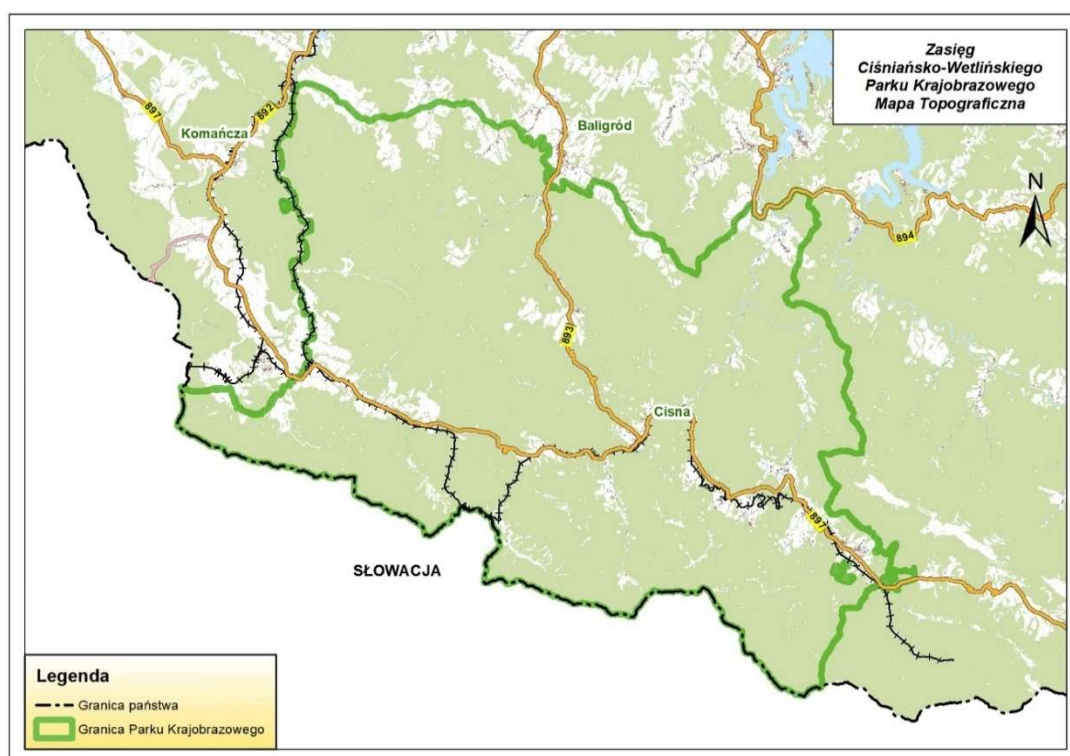 Zasięg
Ciśniańsko-Wetlińskiego
Parku Krajobrazowego
Mapa Topograficzna
897
892
Komańcza
Baligród
N
894
893
Cisna
897
SŁOWACJA
Legenda
Granica państwa
Granica Parku Krajobrazowego